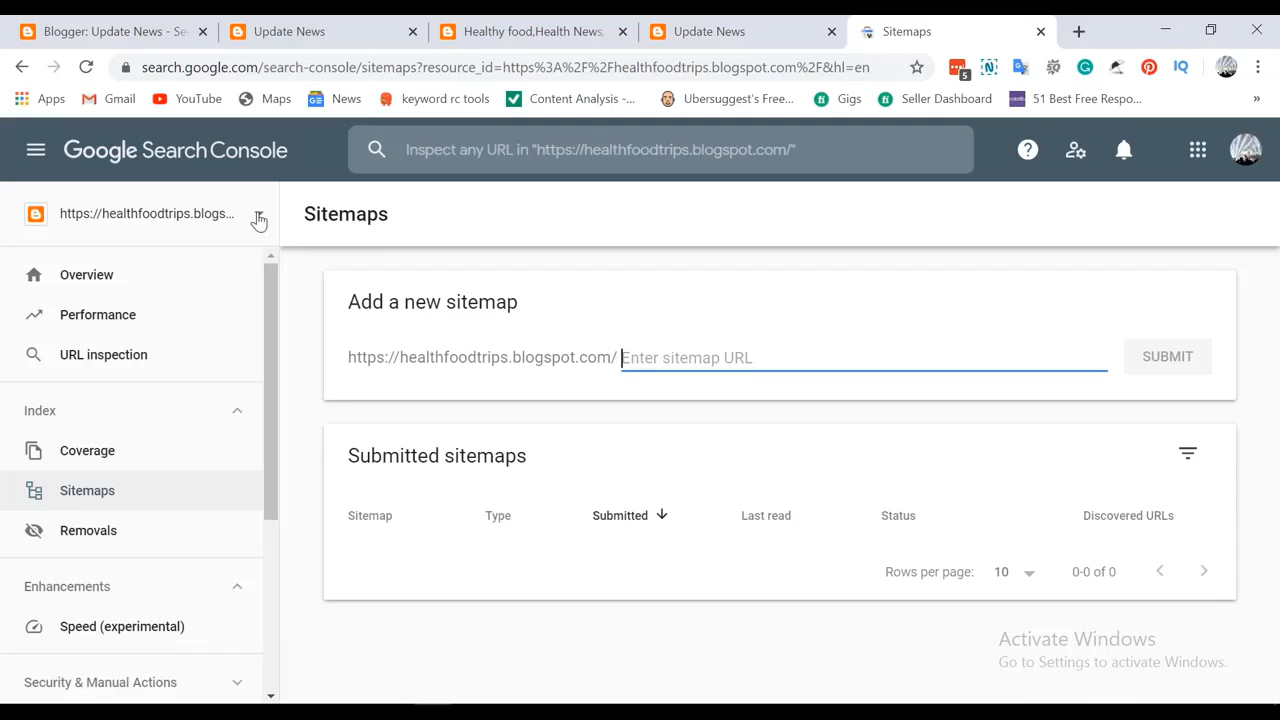 Blogger: Update News - Se
Update News
Healthy food,Health News,
Update News
Sitemaps
search.google.com/search-console/sitemaps?resource_id=https%3A%2F%2Fhealthfoodtrips.blogspot.com%2F&hl=en
5
Apps
Gmail
YouTube
Maps
News
keyword rc tools
Content Analysis -...
Ubersuggest's Free...
Gigs
Seller Dashboard
51 Best Free Respo...
»
Google Search Console
Inspect any URL in "https://healthfoodtrips.blogspot.com/"
https://healthfoodtrips.blogs...
Sitemaps
Overview
Performance
URL inspection
Index
Coverage
Sitemaps
Removals
Enhancements
Speed (experimental)
Security & Manual Actions
Add a new sitemap
https://healthfoodtrips.blogspot.com/ Enter sitemap URL
SUBMIT
Submitted sitemaps
Sitemap Type Submitted Last read Status Discovered URLs
Rows per page: 10 0-0 of 0
Activate Windows
Go to Settings to activate Windows.